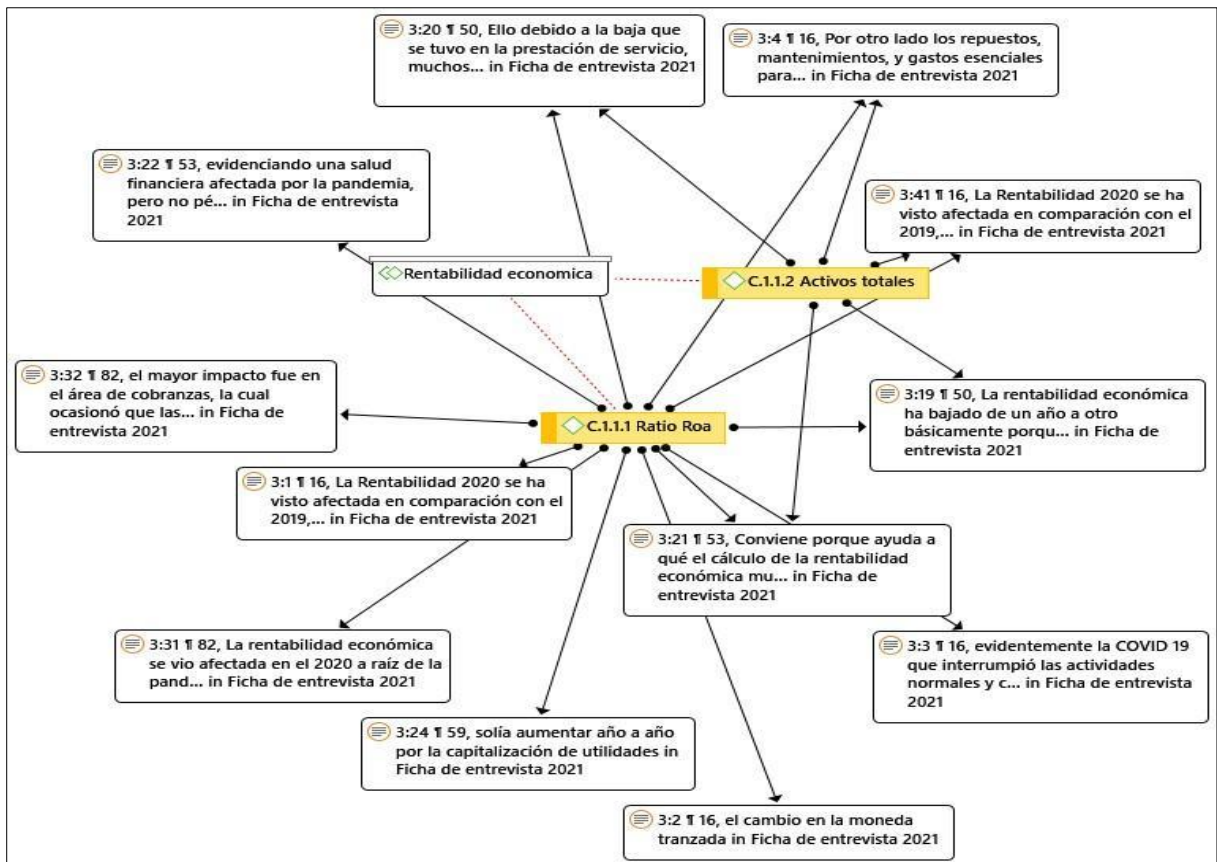 3:20 ¶ 50, Ello debido a la baja que
se tuvo en la prestación de servicio,
muchos... in Ficha de entrevista 2021
3:4 ¶ 16, Por otro lado los repuestos,
mantenimientos, y gastos esenciales
para... in Ficha de entrevista 2021
3:22 ¶ 53, evidenciando una salud
financiera afectada por la pandemia,
pero no pé... in Ficha de entrevista
2021
3:41 ¶ 16, La Rentabilidad 2020 se ha
visto afectada en comparación con el
2019,... in Ficha de entrevista 2021
Rentabilidad economica
C.1.1.2 Activos totales
3:32 ¶ 82, el mayor impacto fue en
el área de cobranzas, la cual
ocasionó que las... in Ficha de
entrevista 2021
3:19 ¶ 50, La rentabilidad económica
ha bajado de un año a otro
básicamente porqu... in Ficha de
entrevista 2021
C.1.1.1 Ratio Roa
3:1 ¶ 16, La Rentabilidad 2020 se ha
visto afectada en comparación con el
2019,... in Ficha de entrevista 2021
3:21 ¶ 53, Conviene porque ayuda a
qué el cálculo de la rentabilidad
económica mu... in Ficha de
entrevista 2021
3:31 ¶ 82, La rentabilidad económica
se vio afectada en el 2020 a raíz de la
pand... in Ficha de entrevista 2021
3:3 ¶ 16, evidentemente la COVID 19
que interrumpió las actividades
normales y c... in Ficha de entrevista
2021
3:24 ¶ 59, solía aumentar año a año
por la capitalización de utilidades in
Ficha de entrevista 2021
3:2 ¶ 16, el cambio en la moneda
tranzada in Ficha de entrevista 2021